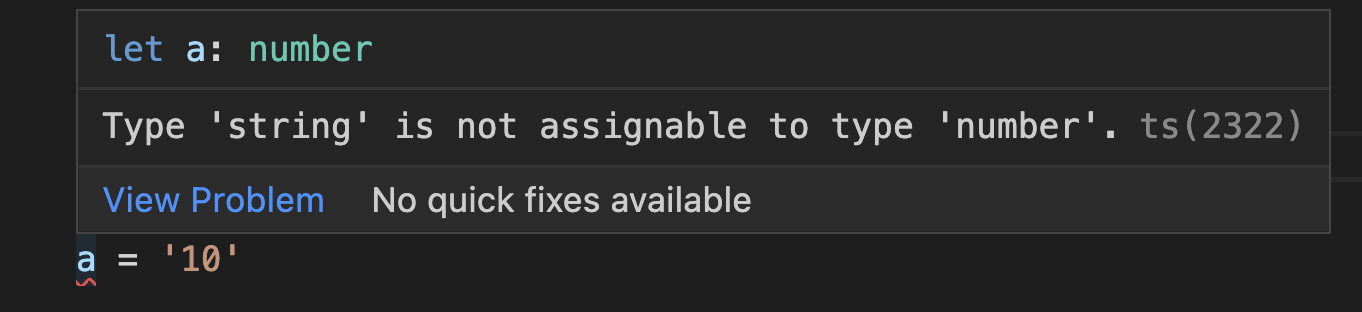 let a: number
Type 'string' is not assignable to type 'number'. ts(2322)
View Problem No quick fixes available
a = '10'